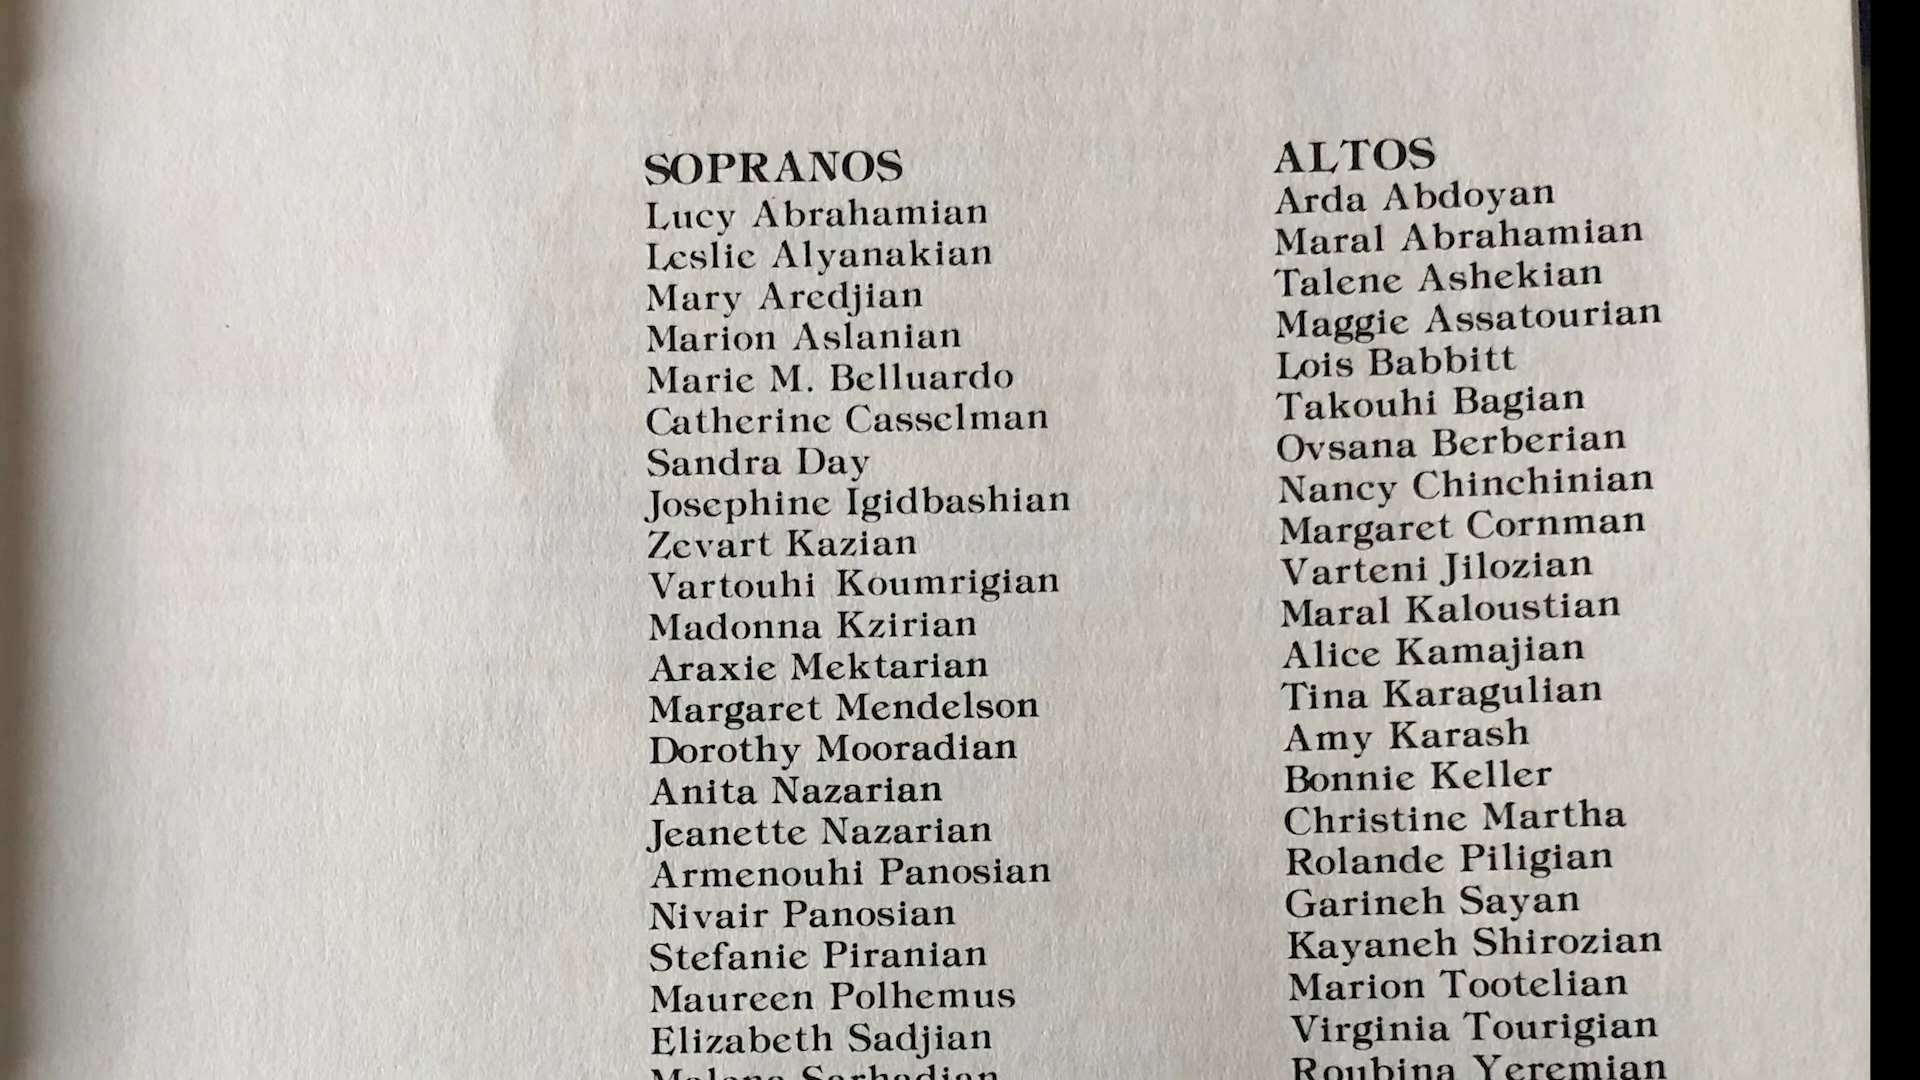 SOPRANOS
Lucy Abrahamian
Leslie Alyanakian
Mary Aredjian
Marion Aslanian
Marie M. Belluardo
Catherine Casselman
Sandra Day
Josephine Igidbashian
Zevart Kazian
Vartouhi Koumrigian
Madonna Kzirian
Araxie Mektarian
Margaret Mendelson
Dorothy Mooradian
Anita Nazarian
Jeanette Nazarian
Armenouhi Panosian
Nivair Panosian
Stefanie Piranian
Maureen Polhemus
Elizabeth Sadjian
ALTOS
Arda Abdoyan
Maral Abrahamian
Talene Ashekian
Maggie Assatourian
Lois Babbitt
Takouhi Bagian
Ovsana Berberian
Nancy Chinchinian
Margaret Cornman
Varteni Jilozian
Maral Kaloustian
Alice Kamajian
Tina Karagulian
Amy Karash
Bonnie Keller
Christine Martha
Rolande Piligian
Garineh Sayan
Kayaneh Shirozian
Marion Tootelian
Virginia Tourigian
Roubina Yeremian